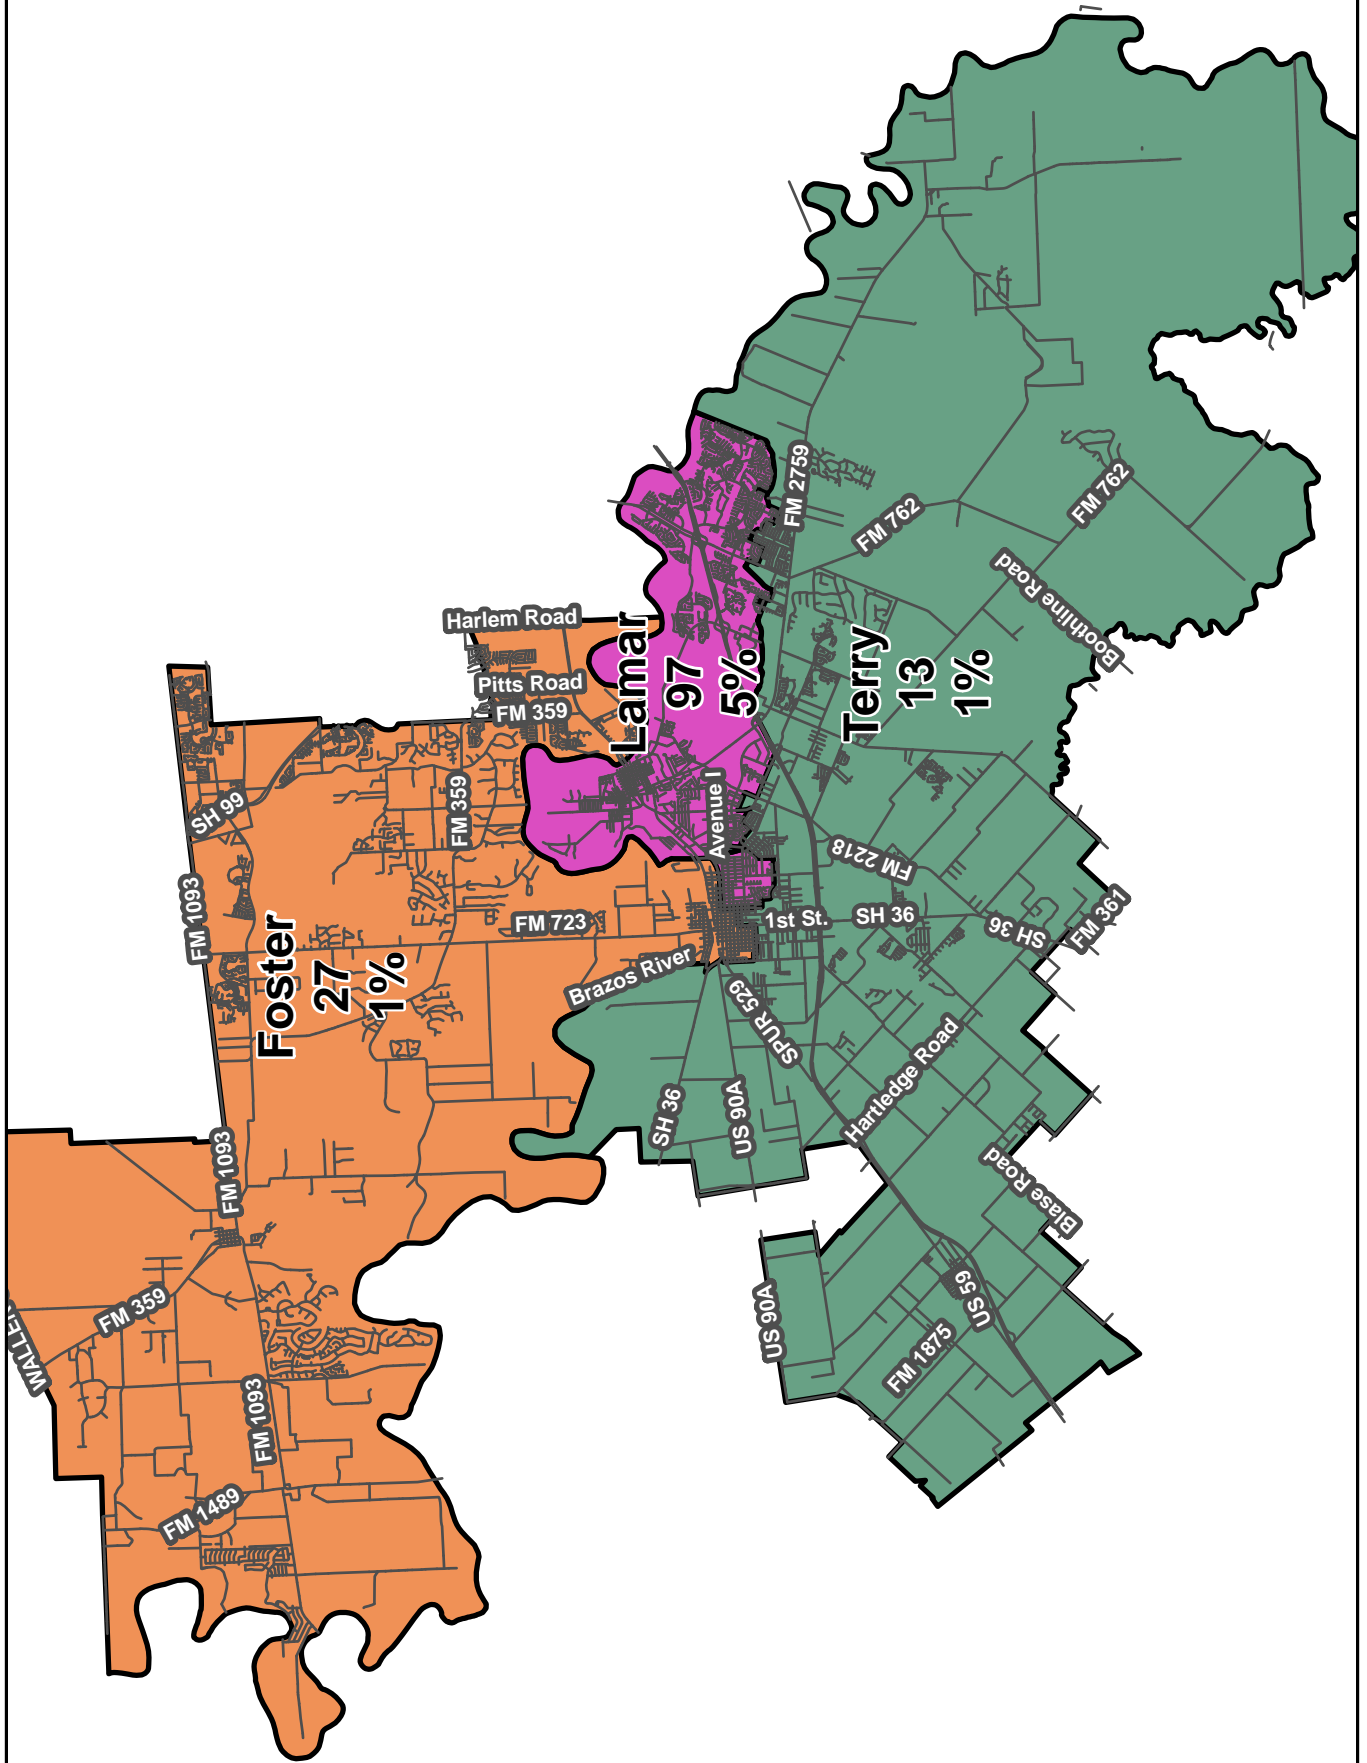 Harlem Road
Pitts Road
FM 359
SH 99
FM 359
FM 1093
FM 723
Foster
27
1%
Lamar
97
5%
Terry
13
1%
FM 2759
FM 762
FM 762
Boothline Road
Avenue I
FM 2218
1st St.
SH 36
SH 36
FM 361
Brazos River
SPUR 529
SH 36
US 90A
Hartledge Road
Blase Road
US 90A
US 59
FM 1875
FM 1093
FM 359
FM 1093
FM 1489